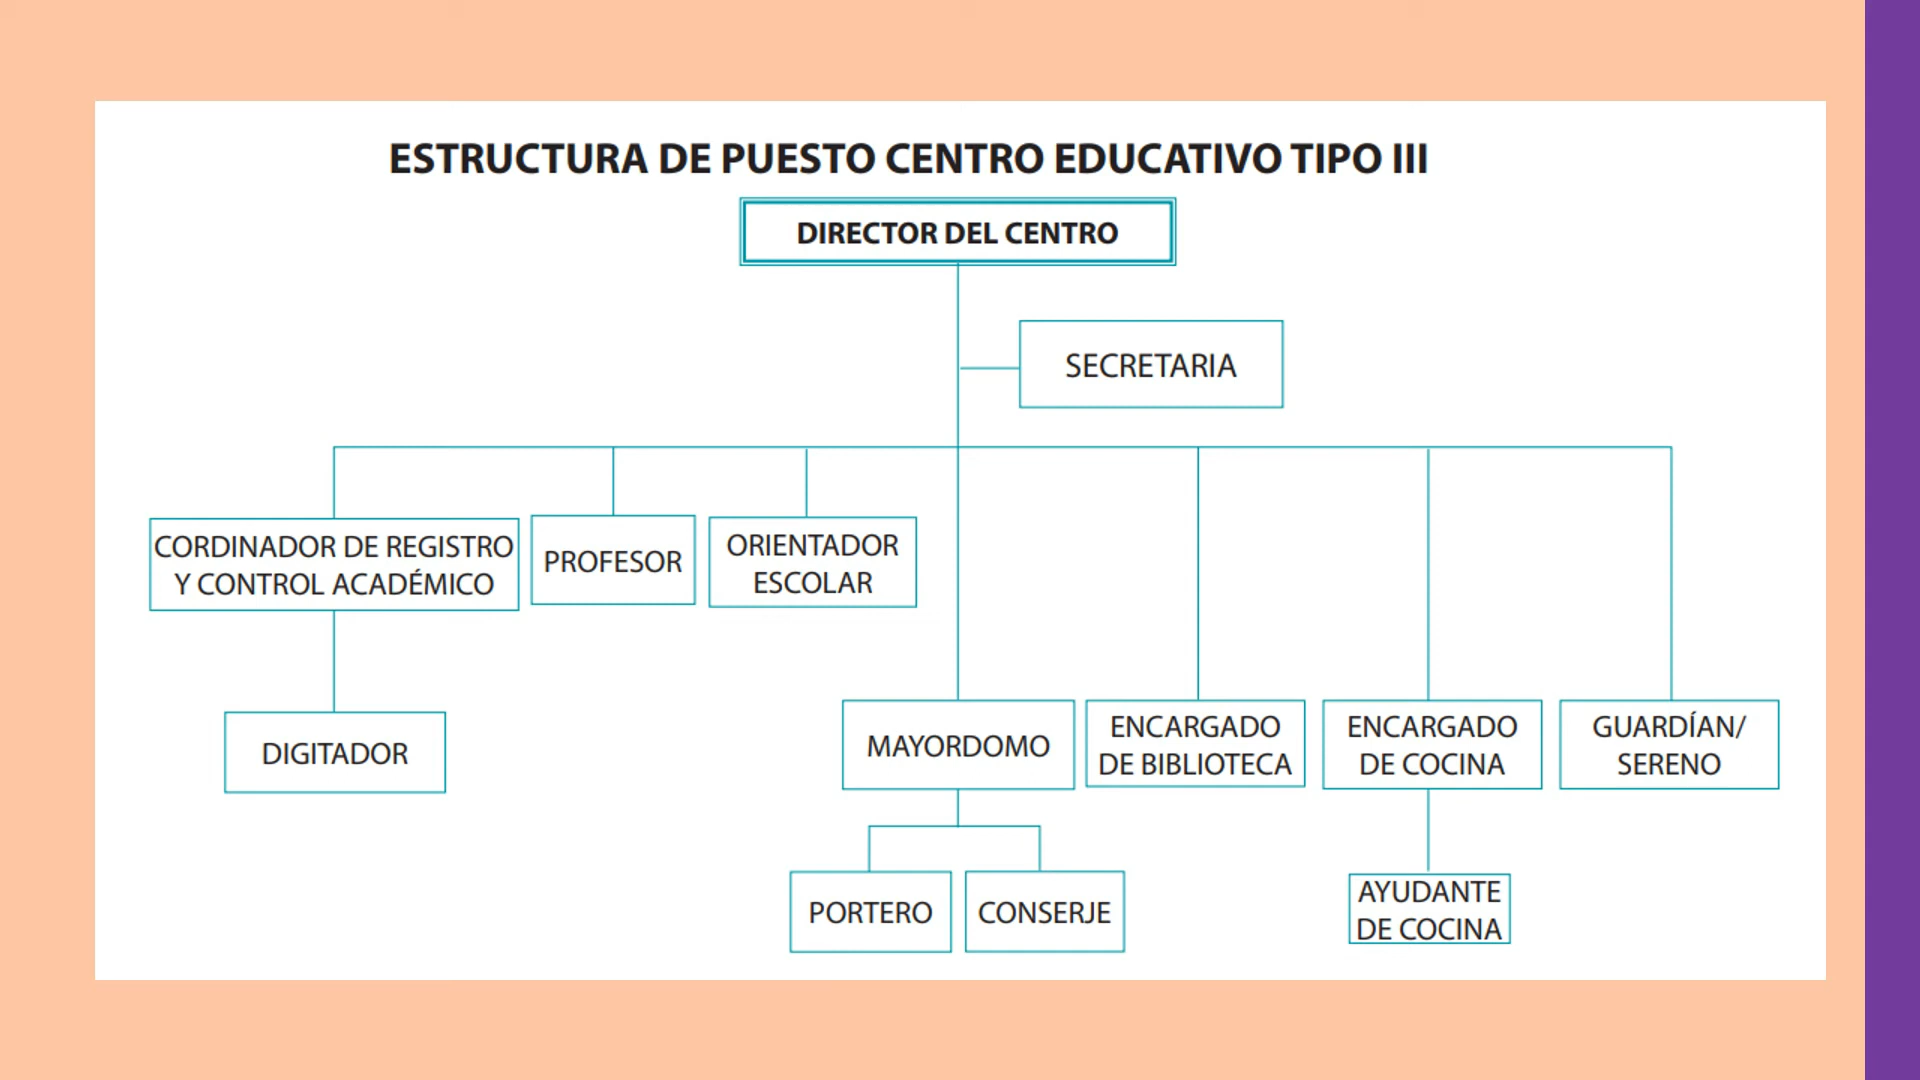 ESTRUCTURA DE PUESTO CENTRO EDUCATIVO TIPO III
DIRECTOR DEL CENTRO
SECRETARIA
CORDINADOR DE REGISTRO
Y CONTROL ACADÉMICO
PROFESOR
ORIENTADOR
ESCOLAR
DIGITADOR
MAYORDOMO
ENCARGADO
DE BIBLIOTECA
ENCARGADO
DE COCINA
GUARDÍAN/
SERENO
PORTERO
CONSERJE
AYUDANTE
DE COCINA